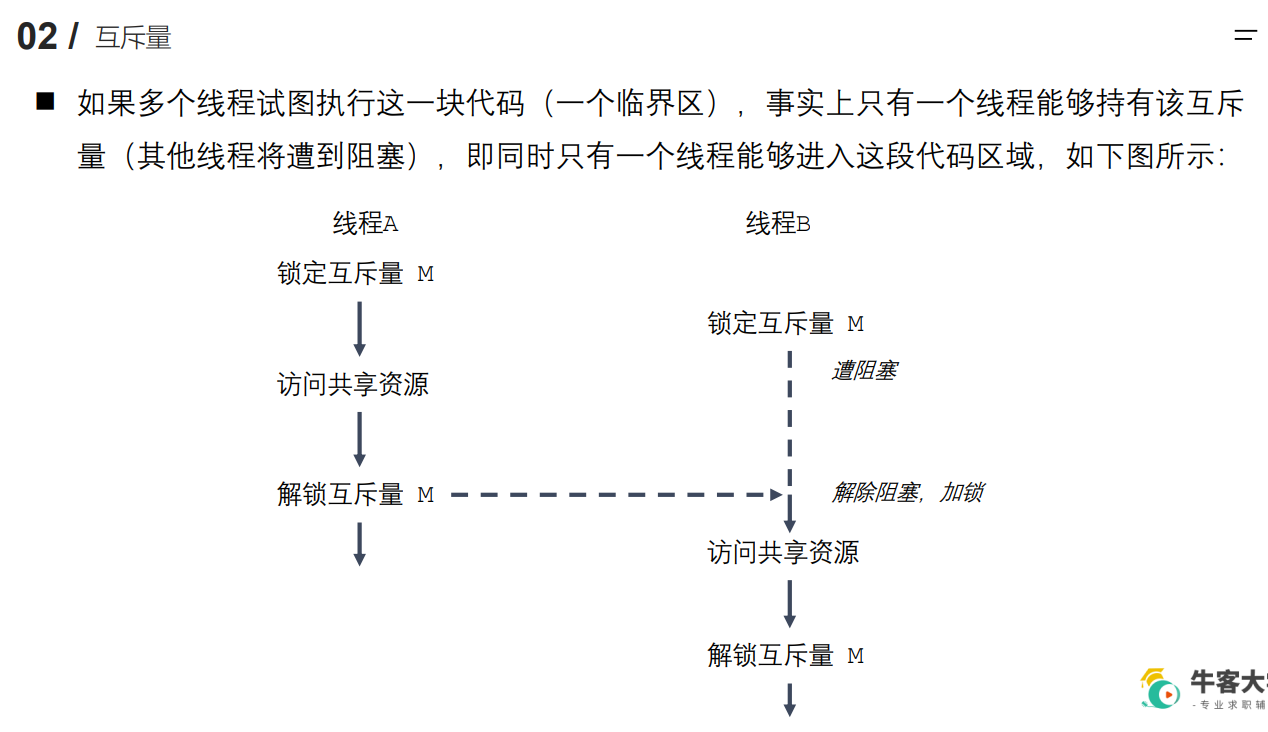 02 / 互斥量
■ 如果多个线程试图执行这一块代码（一个临界区），事实上只有一个线程能够持有该互斥
量（其他线程将遭到阻塞），即同时只有一个线程能够进入这段代码区域，如下图所示：
线程A
线程B
锁定互斥量 M
锁定互斥量 M
遭阻塞
访问共享资源
解锁互斥量 M
解除阻塞，加锁
访问共享资源
解锁互斥量 M
牛客大
-专业求职辅